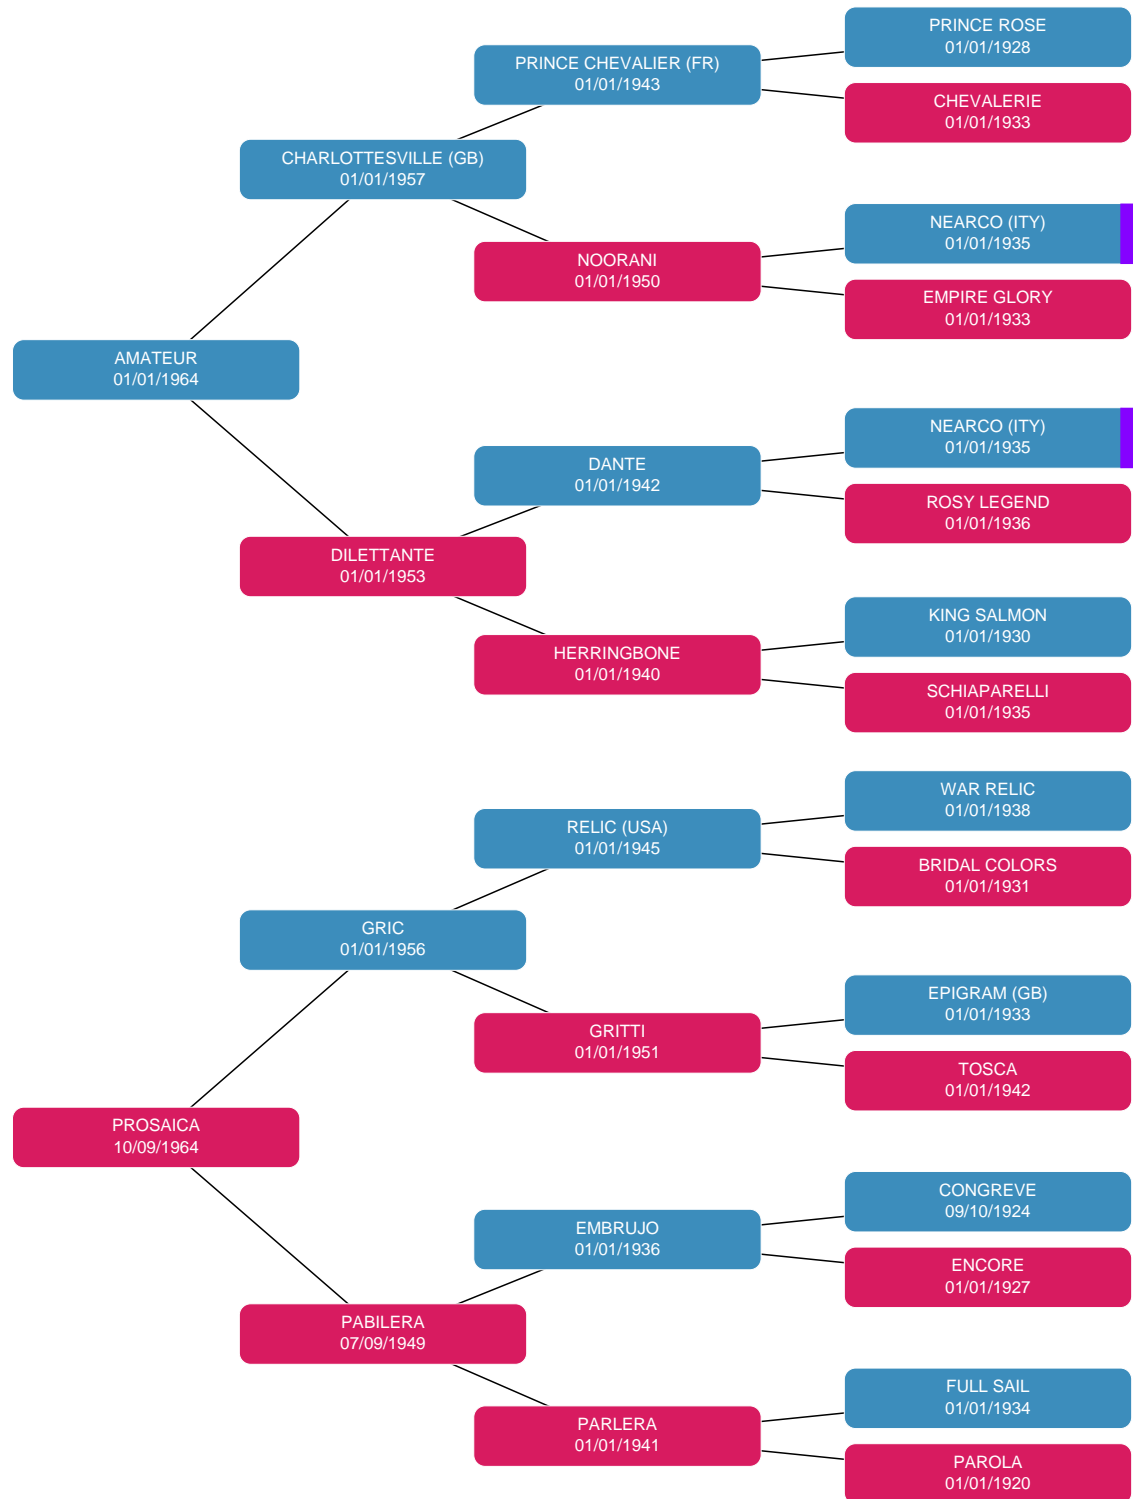 PRINCE ROSE
01/01/1928
PRINCE CHEVALIER (FR)
01/01/1943
CHEVALERIE
01/01/1933
CHARLOTTESVILLE (GB)
01/01/1957
NEARCO (ITY)
01/01/1935
NOORANI
01/01/1950
EMPIRE GLORY
01/01/1933
AMATEUR
01/01/1964
NEARCO (ITY)
01/01/1935
DANTE
01/01/1942
ROSY LEGEND
01/01/1936
DILETTANTE
01/01/1953
KING SALMON
01/01/1930
HERRINGBONE
01/01/1940
SCHIAPARELLI
01/01/1935
WAR RELIC
01/01/1938
RELIC (USA)
01/01/1945
BRIDAL COLORS
01/01/1931
GRIC
01/01/1956
EPIGRAM (GB)
01/01/1933
GRITTI
01/01/1951
TOSCA
01/01/1942
PROSAICA
10/09/1964
CONGREVE
09/10/1924
EMBRUJO
01/01/1936
ENCORE
01/01/1927
PABILERA
07/09/1949
FULL SAIL
01/01/1934
PARLERA
01/01/1941
PAROLA
01/01/1920